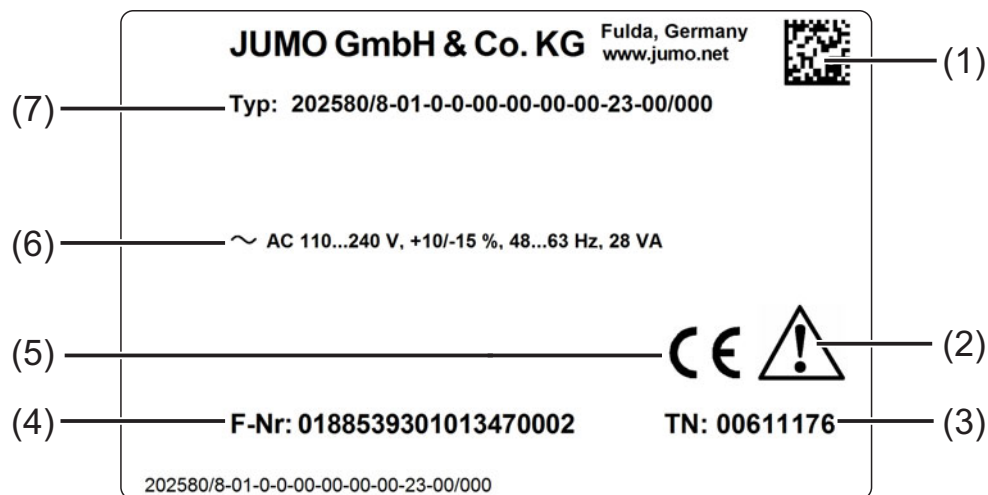 JUMO GmbH & Co. KG Fulda, Germany
www.jumo.net
(1)
(7) Typ: 202580/8-01-0-0-00-00-00-00-23-00/000
(6) ~ AC 110...240 V, +10/-15 %, 48...63 Hz, 28 VA
(5) CE ! (2)
(4) F-Nr: 0188539301013470002 TN: 00611176 (3)
202580/8-01-0-0-00-00-00-00-23-00/000